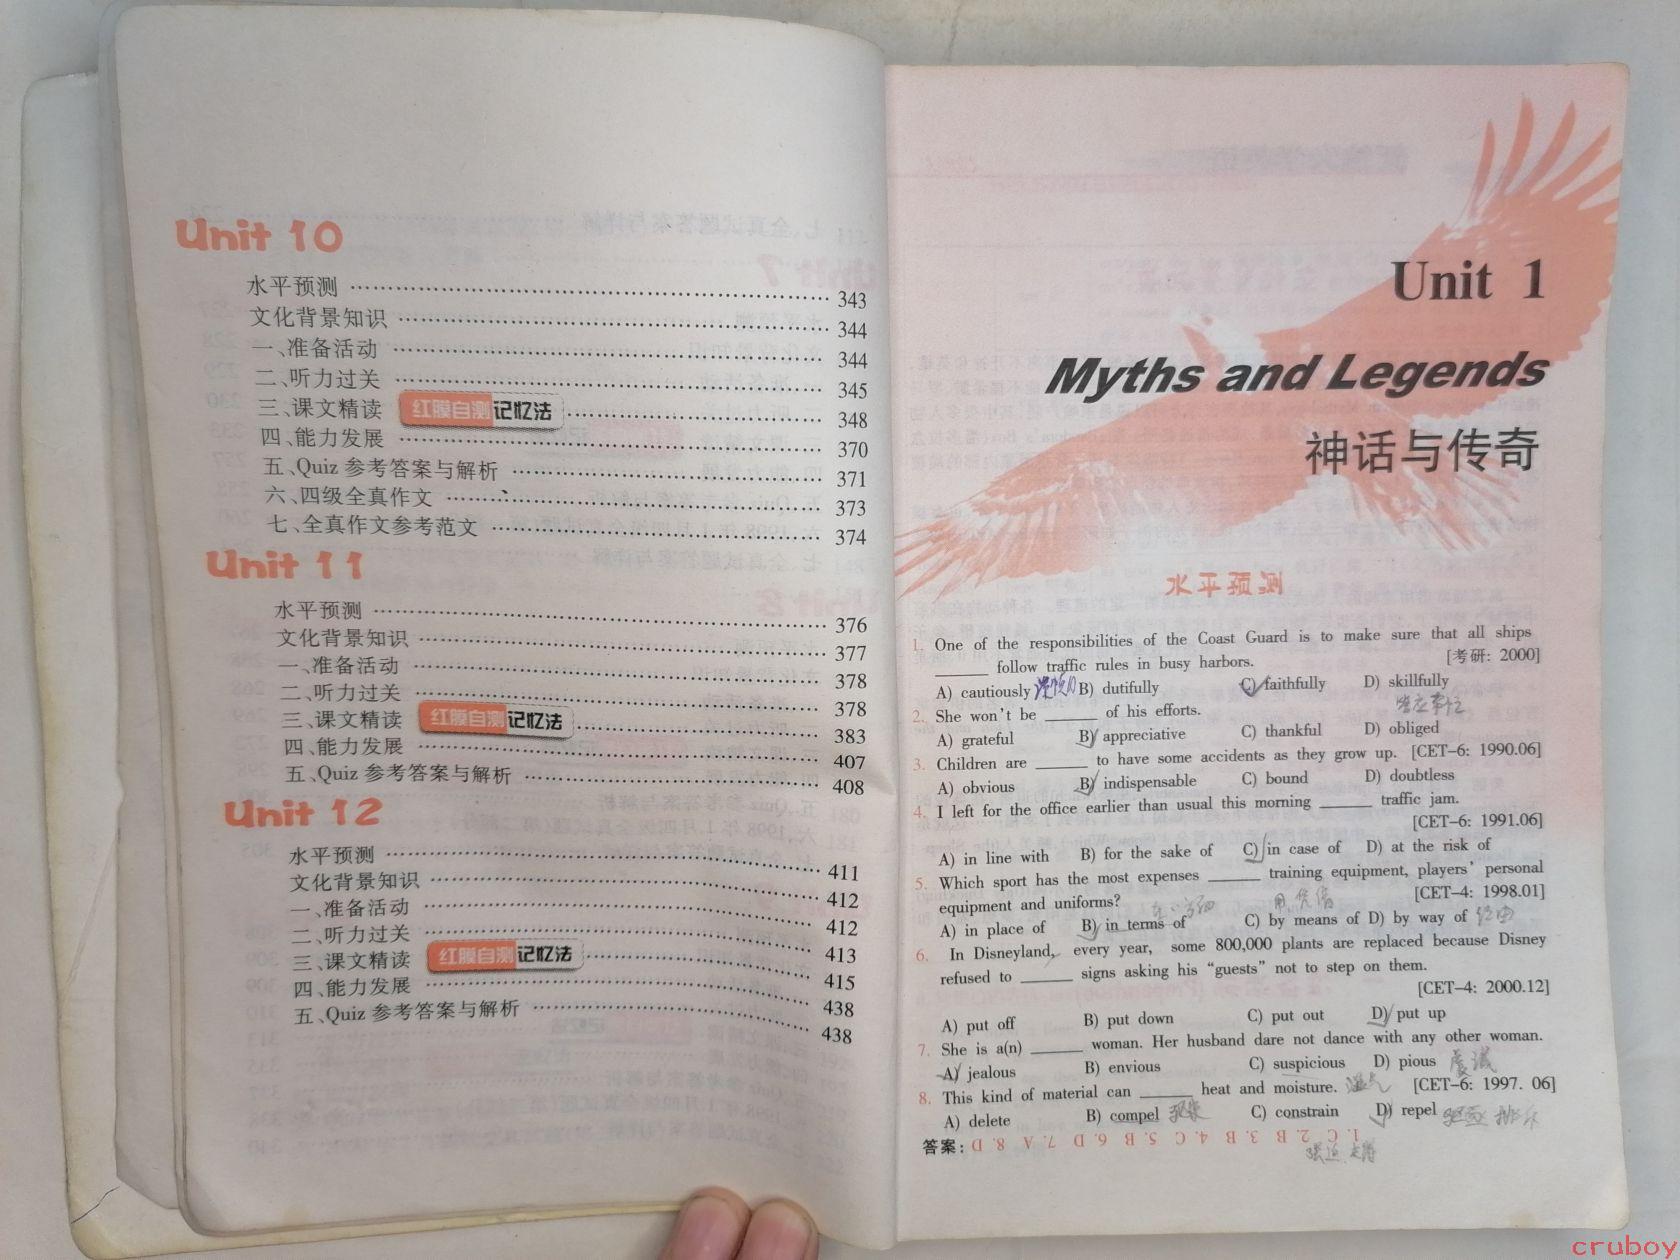 Unit 10
水平预测 …… 343
文化背景知识 …… 344
一、准备活动 …… 344
二、听力过关 …… 345
三、课文精读 红膜自测记忆法 …… 348
四、能力发展 …… 370
五、Quiz 参考答案与解析 …… 371
六、四级全真作文 …… 373
七、全真作文参考范文 …… 374
Unit 11
水平预测 …… 376
文化背景知识 …… 377
一、准备活动 …… 378
二、听力过关 …… 378
三、课文精读 红膜自测记忆法 …… 383
四、能力发展 …… 407
五、Quiz 参考答案与解析 …… 408
Unit 12
水平预测 …… 411
文化背景知识 …… 412
一、准备活动 …… 412
二、听力过关 …… 413
三、课文精读 红膜自测记忆法 …… 415
四、能力发展 …… 438
五、Quiz 参考答案与解析 …… 438
Unit 1
Myths and Legends
神话与传奇
水平预测
1. One of the responsibilities of the Coast Guard is to make sure that all ships
______ follow traffic rules in busy harbors. [考研: 2000]
A) cautiously B) dutifully C) faithfully D) skillfully
2. She won't be ______ of his efforts.
A) grateful B) appreciative C) thankful D) obliged
3. Children are ______ to have some accidents as they grow up. [CET-6: 1990.06]
A) obvious B) indispensable C) bound D) doubtless
4. I left for the office earlier than usual this morning ______ traffic jam.
[CET-6: 1991.06]
A) in line with B) for the sake of C) in case of D) at the risk of
5. Which sport has the most expenses ______ training equipment, players' personal
equipment and uniforms? [CET-4: 1998.01]
A) in place of B) in terms of C) by means of D) by way of 经由
6. In Disneyland, every year, some 800,000 plants are replaced because Disney
refused to ______ signs asking his "guests" not to step on them.
[CET-4: 2000.12]
A) put off B) put down C) put out D) put up
7. She is a(n) ______ woman. Her husband dare not dance with any other woman.
A) jealous B) envious C) suspicious D) pious 虔诚
8. This kind of material can ______ heat and moisture. 湿气 [CET-6: 1997. 06]
A) delete B) compel C) constrain D) repel 驱逐 排斥
答案: 1. C 2. B 3. B 4. C 5. B 6. D 7. A 8. D
cruboy